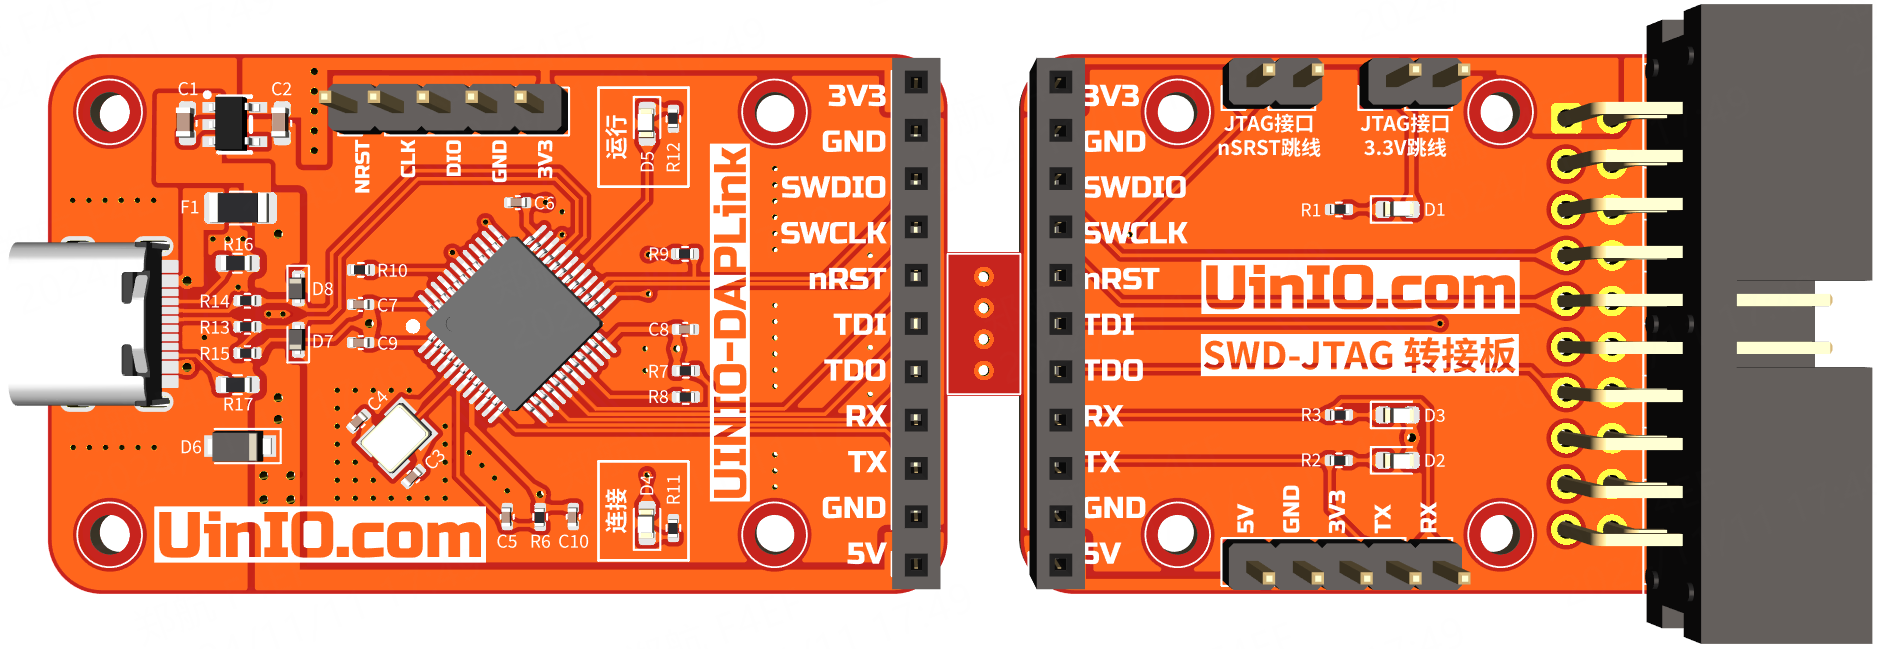 C1
C2
NRST
CLK
DIO
GND
3V3
运行
D5
R12
F1
R16
C6
R9
R10
D8
R14
C7
R13
D7
C9
R15
C8
R7
R8
R17
C4
C3
D6
UinIO.com
C5
R6
C10
连接
D4
R11
UINIO-DAPLink
3V3
GND
SWDIO
SWCLK
nRST
TDI
TDO
RX
TX
GND
5V
3V3
GND
SWDIO
SWCLK
nRST
TDI
TDO
RX
TX
GND
5V
JTAG接口
nSRST跳线
JTAG接口
3.3V跳线
R1
D1
UinIO.com
SWD-JTAG 转接板
R3
D3
R2
D2
5V
GND
3V3
TX
RX